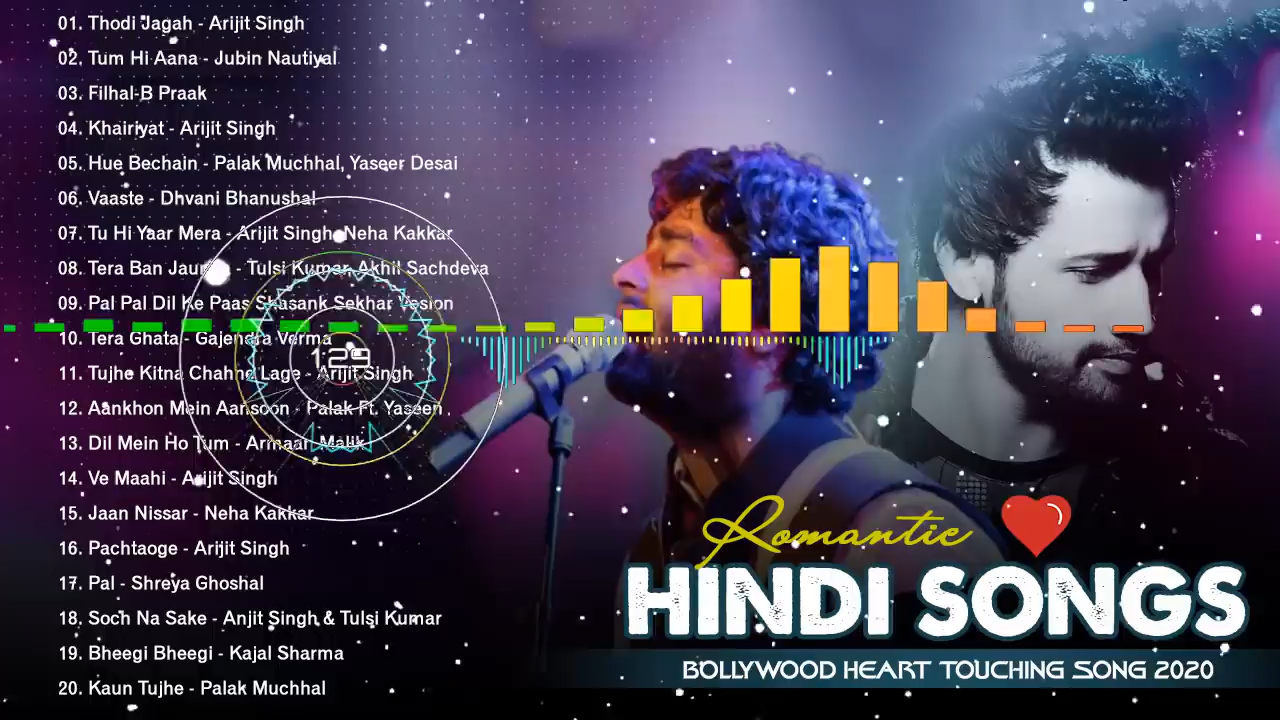 01. Thodi Jagah - Arijit Singh
02. Tum Hi Aana - Jubin Nautiyal
03. Filhal-B Praak
04. Khairiyat - Arijit Singh
05. Hue Bechain - Palak Muchhal, Yaseer Desai
06. Vaaste - Dhvani Bhanushal
07. Tu Hi Yaar Mera - Arijit Singh, Neha Kakkar
08. Tera Ban - Tulsi Kumar, Akhil Sachdeva
09. Pal Pal Dil Ke Paas Shasank Sekhar Vesion
10. Tera Ghata - Gajendra Verma
1:29
11. Tujhe Kitna Chahne Lage - Arijit Singh
12. Aankhon Mein Aansoon - Palak Ft. Yaseen
13. Dil Mein Ho Tum - Armaan Malik
14. Ve Maahi - Arijit Singh
15. Jaan Nissar - Neha Kakkar
16. Pachtaoge - Arijit Singh
17. Pal - Shreya Ghoshal
18. Soch Na Sake - Anjit Singh & Tulsi Kumar
19. Bheegi Bheegi - Kajal Sharma
20. Kaun Tujhe - Palak Muchhal
Romantic
HINDI SONGS
BOLLYWOOD HEART TOUCHING SONG 2020